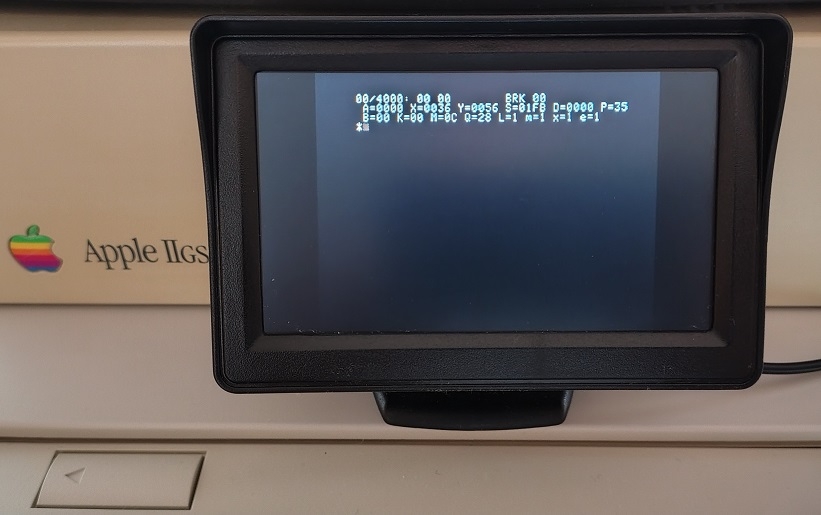 00/4000: 00 00 BRK 00
A=0000 X=0036 Y=0056 S=01FB D=0000 P=35
B=00 K=00 M=0C Q=28 L=1 m=1 x=1 e=1
*
Apple IIGS